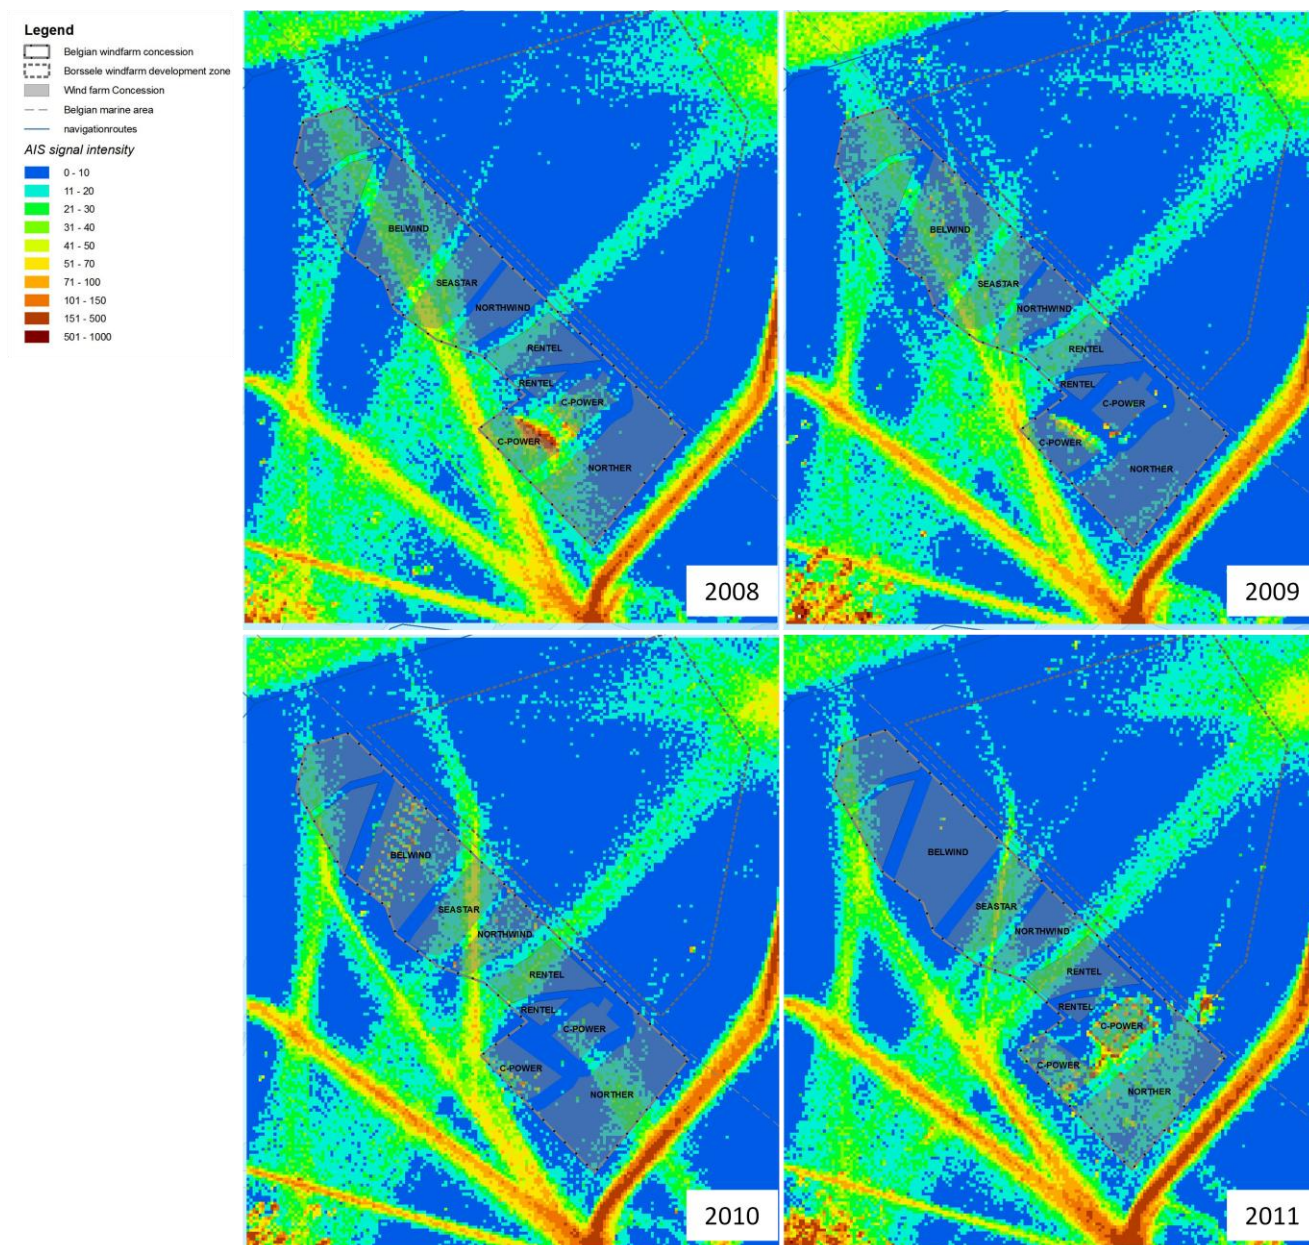 Legend
Belgian windfarm concession
Borssele windfarm development zone
Wind farm Concession
Belgian marine area
navigationroutes
AIS signal intensity
0 - 10
11 - 20
21 - 30
31 - 40
41 - 50
51 - 70
71 - 100
101 - 150
151 - 500
501 - 1000
BELWIND
SEASTAR
NORTHWIND
RENTEL
RENTEL
C-POWER
C-POWER
NORTHER
2008
BELWIND
SEASTAR
NORTHWIND
RENTEL
RENTEL
C-POWER
C-POWER
NORTHER
2009
BELWIND
SEASTAR
NORTHWIND
RENTEL
RENTEL
C-POWER
C-POWER
NORTHER
2010
BELWIND
SEASTAR
NORTHWIND
RENTEL
RENTEL
C-POWER
C-POWER
NORTHER
2011